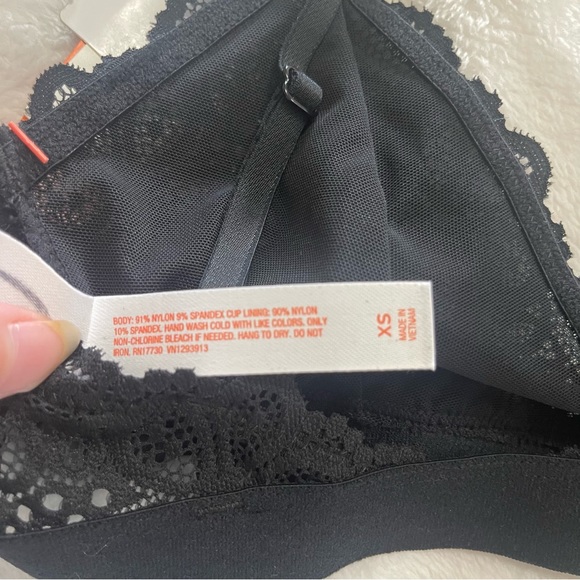 BODY: 91% NYLON 9% SPANDEX CUP LINING: 90% NYLON
10% SPANDEX. HAND WASH COLD WITH LIKE COLORS. ONLY
NON-CHLORINE BLEACH IF NEEDED. HANG TO DRY. DO NOT
IRON. RN17730 VN1293913
XS
MADE IN
VIETNAM